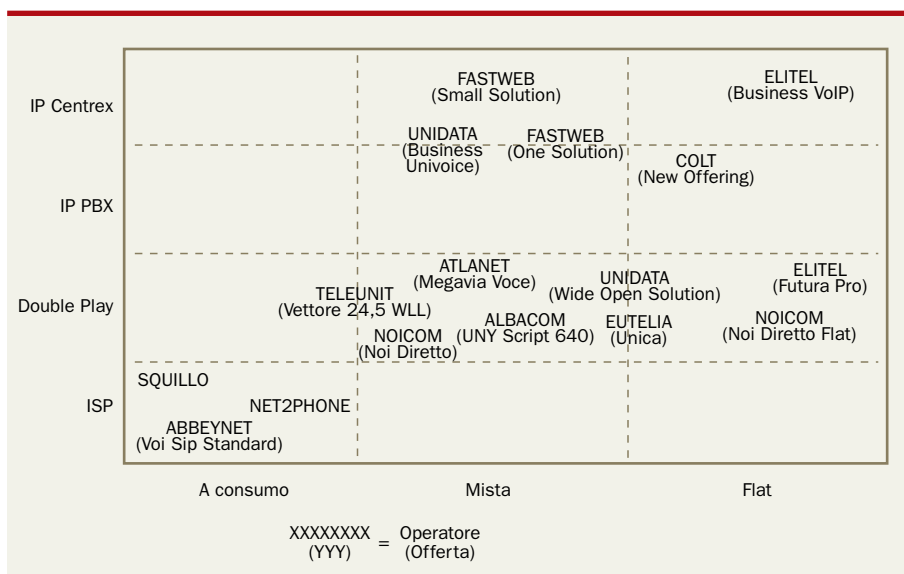 IP Centrex
FASTWEB
(Small Solution)
ELITEL
(Business VoIP)
UNIDATA
(Business
Univoice)
FASTWEB
(One Solution)
IP PBX
COLT
(New Offering)
Double Play
TELEUNIT
(Vettore 24,5 WLL)
ATLANET
(Megavia Voce)
UNIDATA
(Wide Open Solution)
ELITEL
(Futura Pro)
NOICOM
(Noi Diretto)
ALBACOM
(UNY Script 640)
EUTELIA
(Unica)
NOICOM
(Noi Diretto Flat)
ISP
SQUILLO
NET2PHONE
ABBEYNET
(Voi Sip Standard)
A consumo
Mista
Flat
XXXXXXXX
(YYY)
=
Operatore
(Offerta)